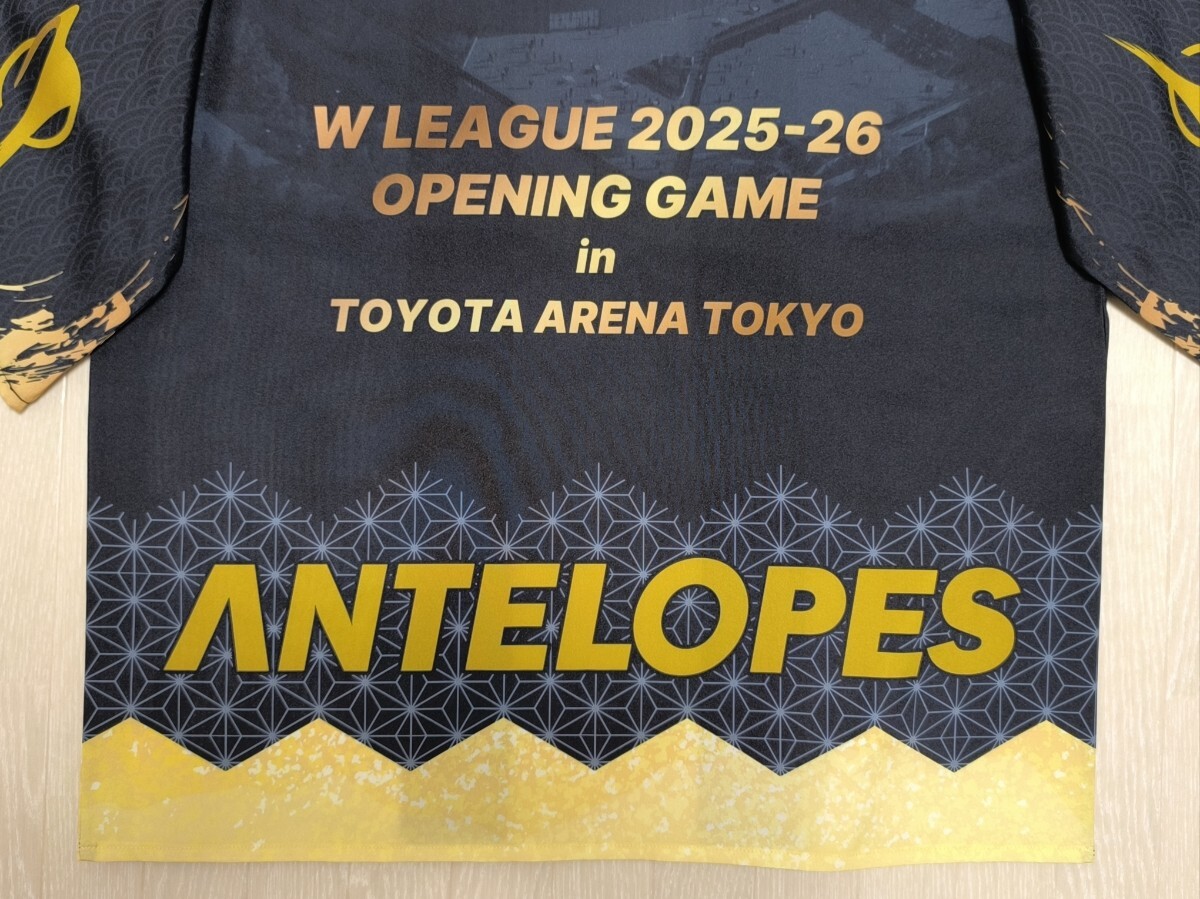 W LEAGUE 2025-26
OPENING GAME
in
TOYOTA ARENA TOKYO
ANTELOPES